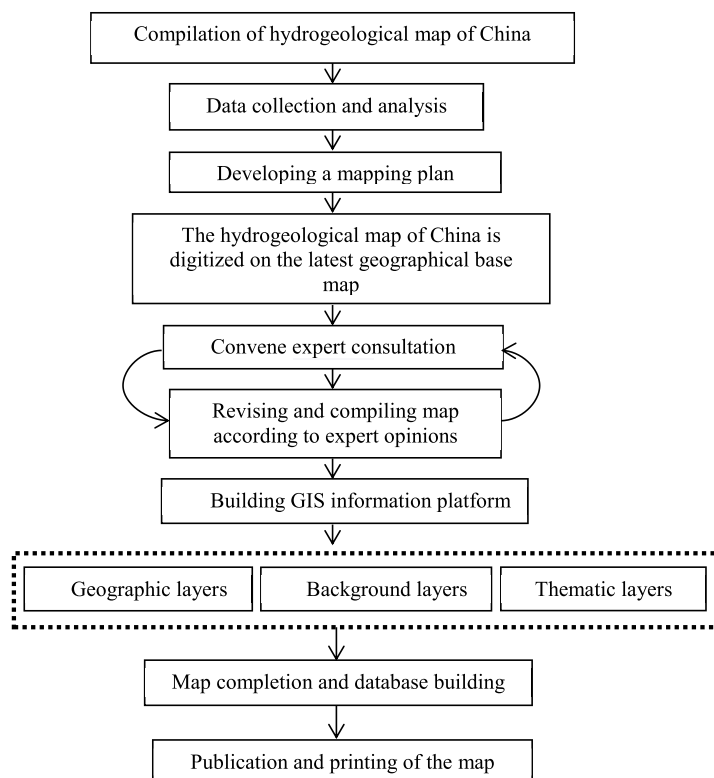 Compilation of hydrogeological map of China
Data collection and analysis
Developing a mapping plan
The hydrogeological map of China is
digitized on the latest geographical base
map
Convene expert consultation
Revising and compiling map
according to expert opinions
Building GIS information platform
Geographic layers
Background layers
Thematic layers
Map completion and database building
Publication and printing of the map